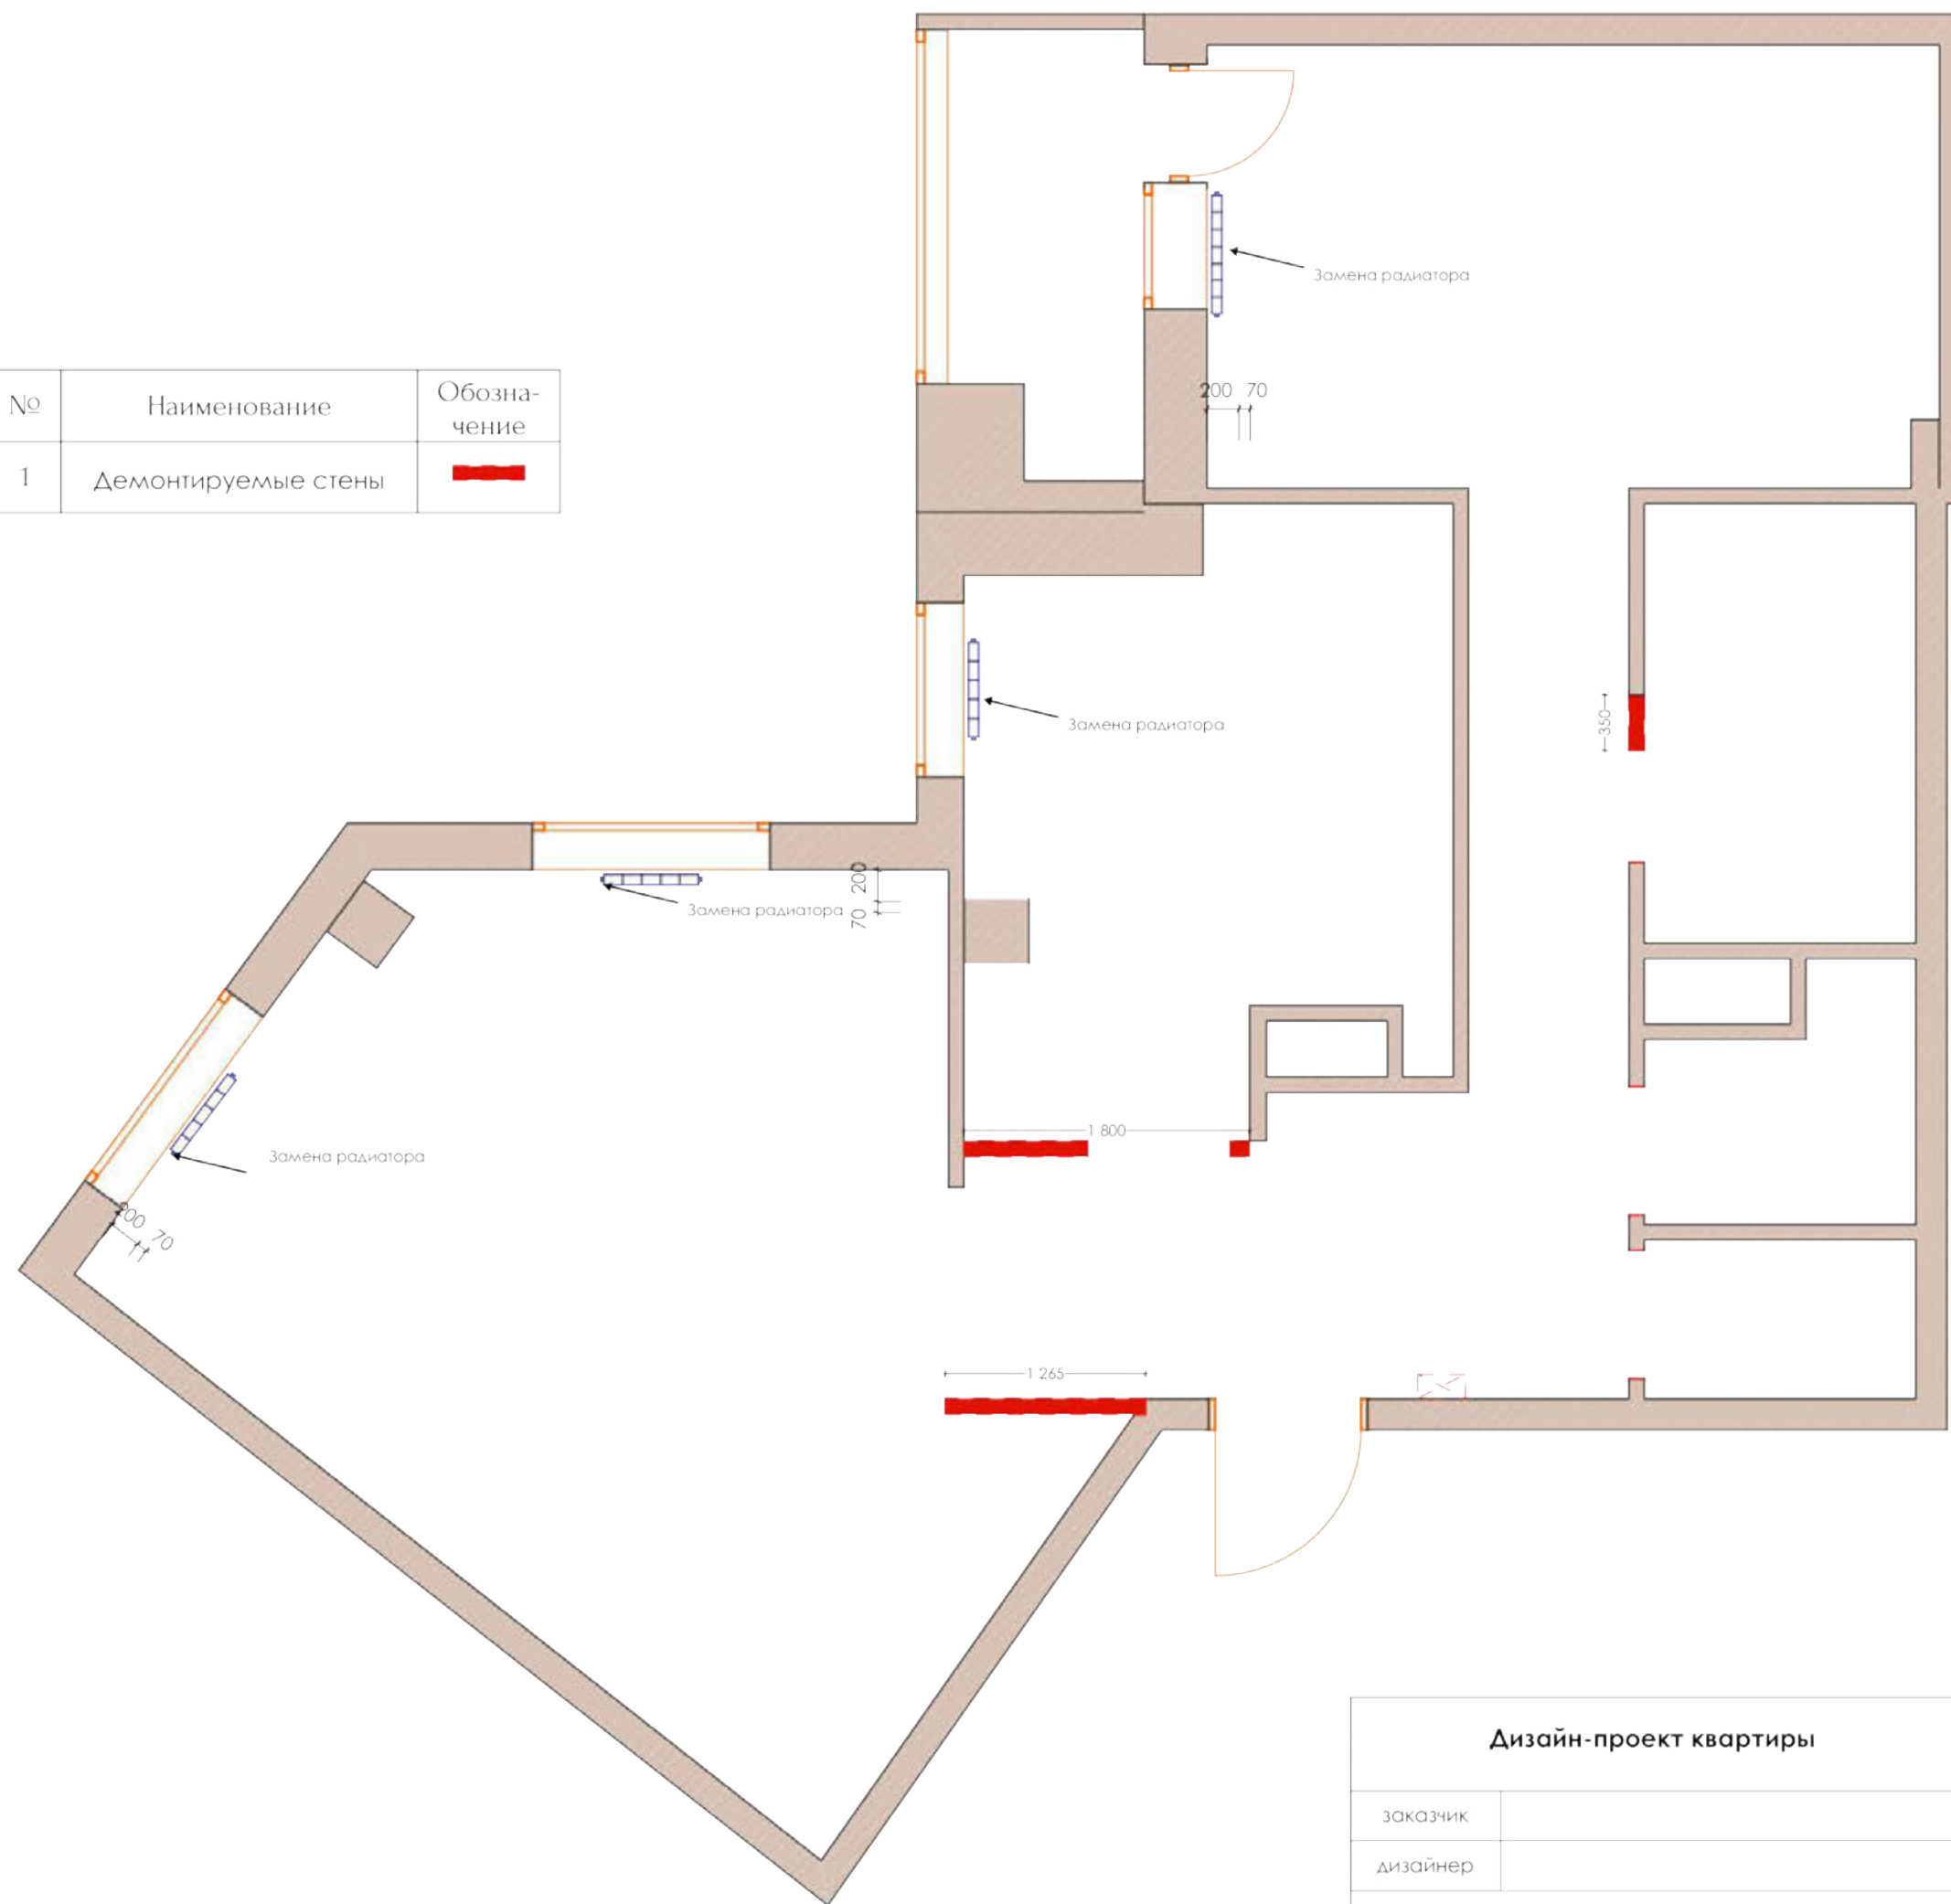 Замена радиатора
200 70
№
Наименование
Обозна-
чение
1
Демонтируемые стены
Замена радиатора
350
200
70
Замена радиатора
1 800
Замена радиатора
200 70
1 265
Дизайн-проект квартиры
заказчик
дизайнер